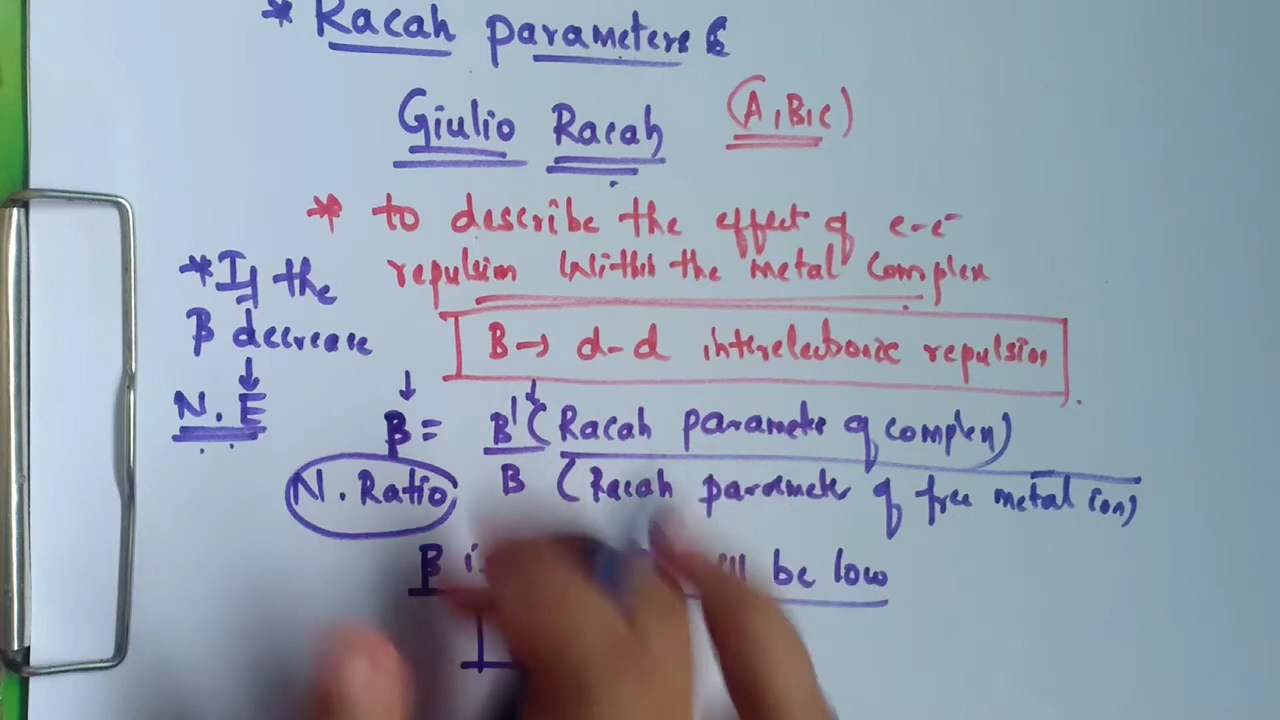 * Racah parameters
Giulio Racah (A,B,C)
* to describe the effect of e-e⁻
repulsion within the metal complex
*If the
β decrease
↓
N.E
B → d-d interelectronic repulsion
β = B' (Racah parameter of complex)
B (Racah parameter of free metal ion)
N. Ratio
β be low